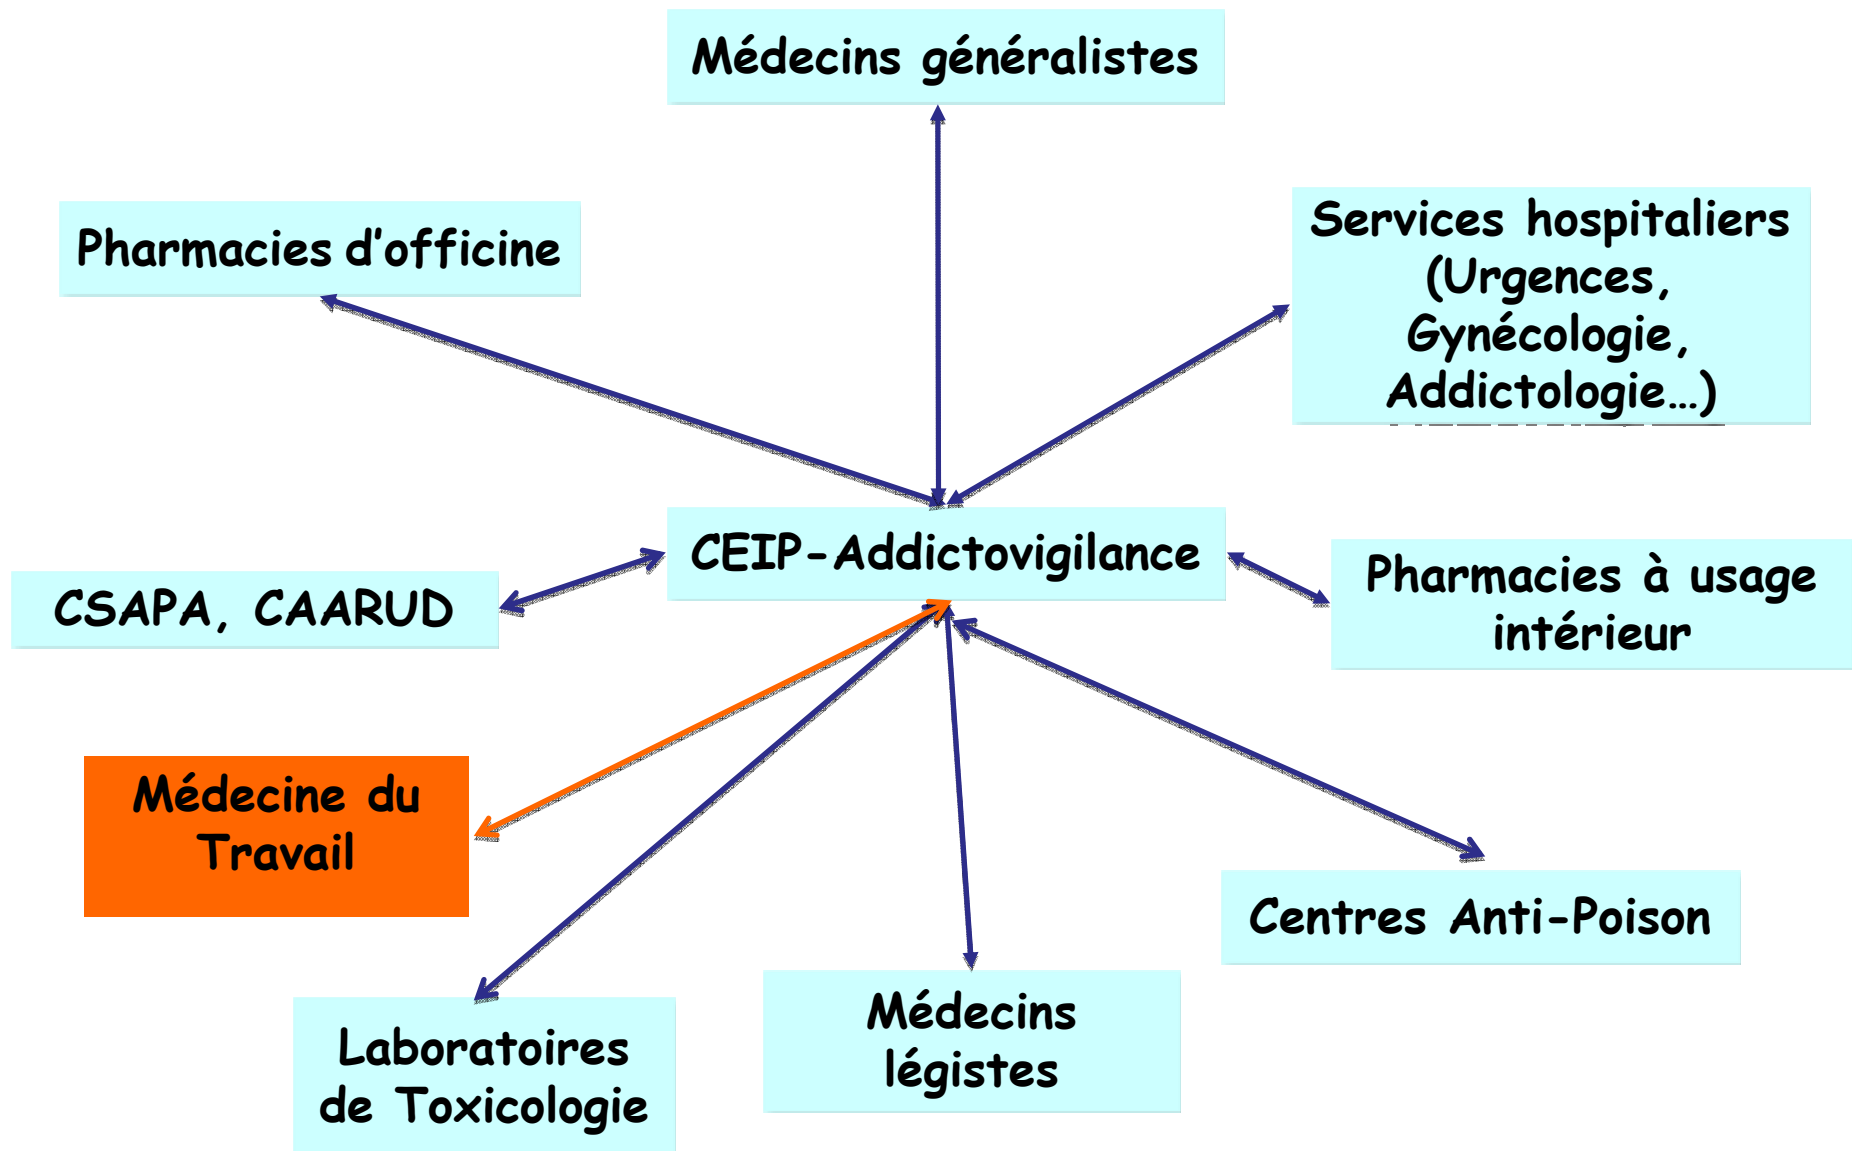 Médecins généralistes
Pharmacies d'officine
Services hospitaliers
(Urgences,
Gynécologie,
Addictologie…)
CEIP-Addictovigilance
Pharmacies à usage
intérieur
CSAPA, CAARUD
Médecine du
Travail
Centres Anti-Poison
Laboratoires
de Toxicologie
Médecins
légistes